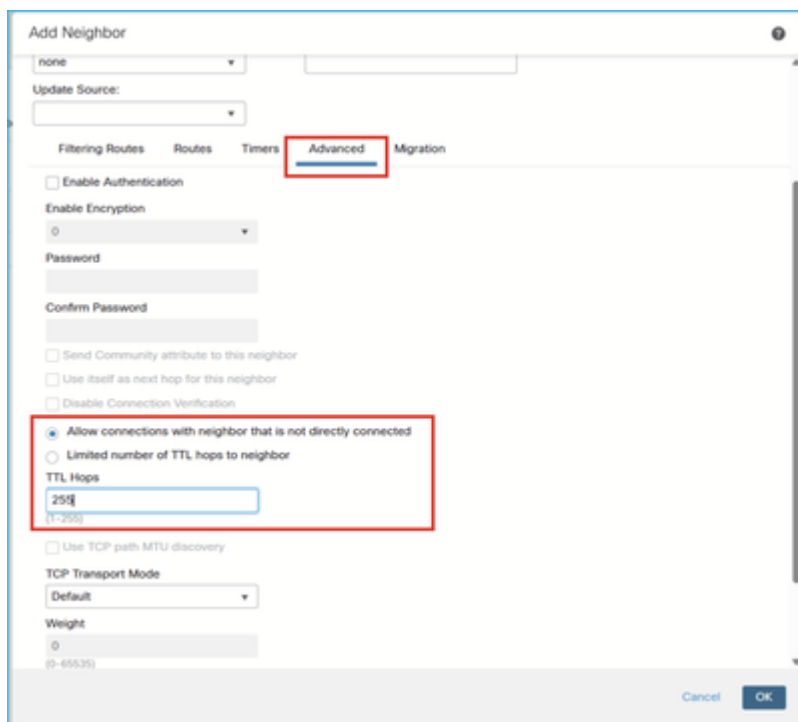 Add Neighbor
none
Update Source:
Filtering Routes Routes Timers Advanced Migration
Enable Authentication
Enable Encryption
0
Password
Confirm Password
Send Community attribute to this neighbor
Use itself as next hop for this neighbor
Disable Connection Verification
Allow connections with neighbor that is not directly connected
Limited number of TTL hops to neighbor
TTL Hops
255
(1-255)
Use TCP path MTU discovery
TCP Transport Mode
Default
Weight
0
(0-65535)
Cancel OK